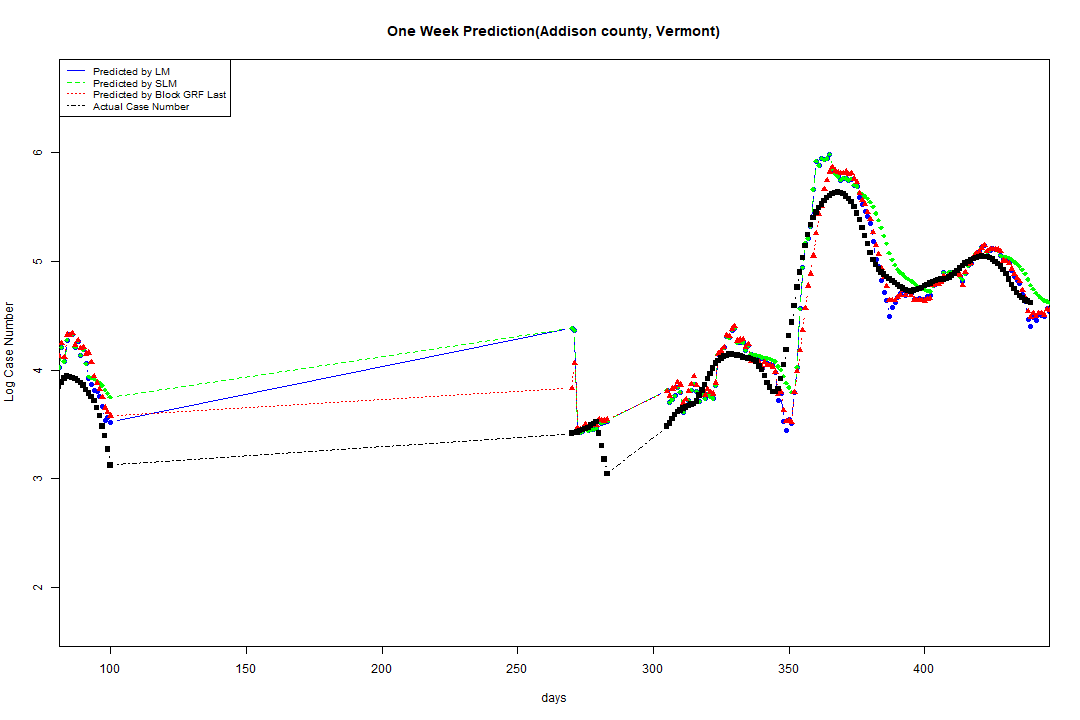 One Week Prediction(Addison county, Vermont)
Predicted by LM
Predicted by SLM
Predicted by Block GRF Last
Actual Case Number
Log Case Number
6
5
4
3
2
100 150 200 250 300 350 400
days